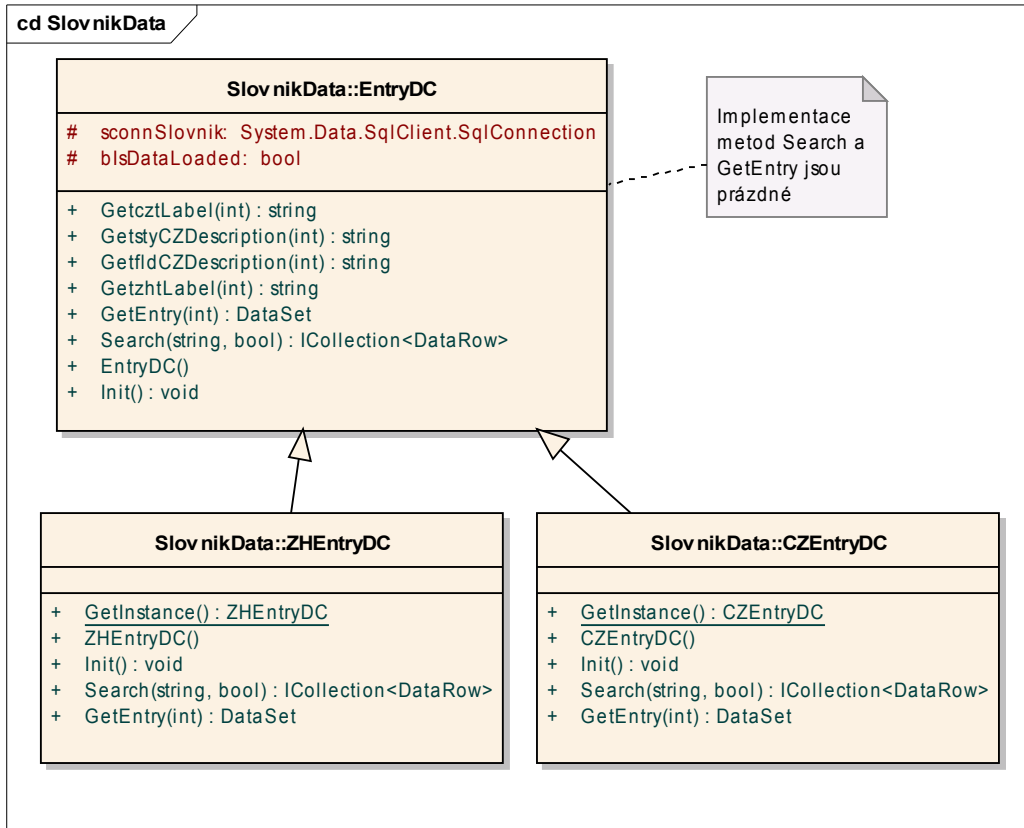 cd SlovnikData
SlovnikData::EntryDC
# sconnSlovnik: System.Data.SqlClient.SqlConnection
# bIsDataLoaded: bool
+ GetcztLabel(int) : string
+ GetstyCZDescription(int) : string
+ GetfldCZDescription(int) : string
+ GetzhtLabel(int) : string
+ GetEntry(int) : DataSet
+ Search(string, bool) : ICollection<DataRow>
+ EntryDC()
+ Init() : void
Implementace
metod Search a
GetEntry jsou
prázdné
SlovnikData::ZHEntryDC
+ GetInstance() : ZHEntryDC
+ ZHEntryDC()
+ Init() : void
+ Search(string, bool) : ICollection<DataRow>
+ GetEntry(int) : DataSet
SlovnikData::CZEntryDC
+ GetInstance() : CZEntryDC
+ CZEntryDC()
+ Init() : void
+ Search(string, bool) : ICollection<DataRow>
+ GetEntry(int) : DataSet